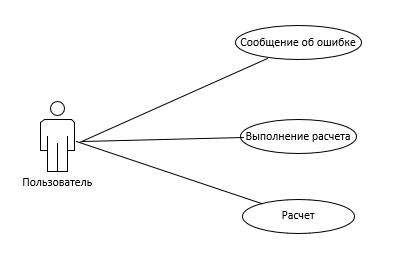 Сообщение об ошибке
Выполнение расчета
Пользователь
Расчет